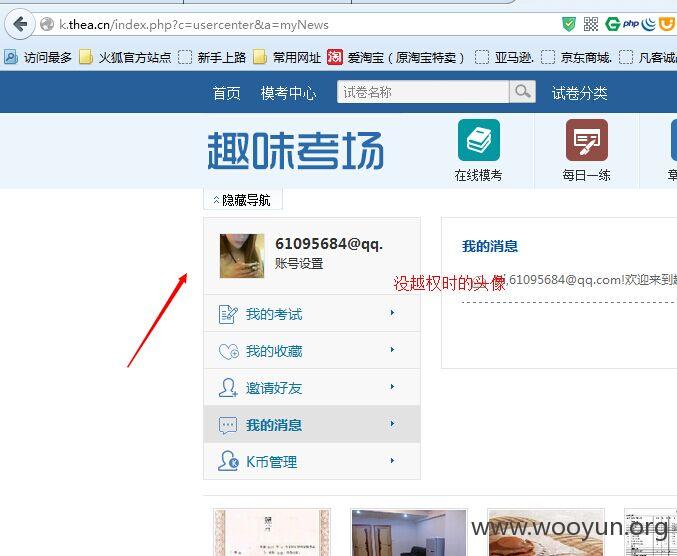 k.thea.cn/index.php?c=usercenter&a=myNews
php
访问最多 火狐官方站点 新手上路 常用网址 淘 爱淘宝（原淘宝特卖） 亚马逊. 京东商城. 凡客诚品
首页 模考中心 试卷名称 试卷分类
趣味考场
在线模考 每日一练
隐藏导航
61095684@qq.
账号设置
我的消息
没越权时的头像
,61095684@qq.com!欢迎来到
我的考试
我的收藏
邀请好友
我的消息
K币管理
www.wooyun.org